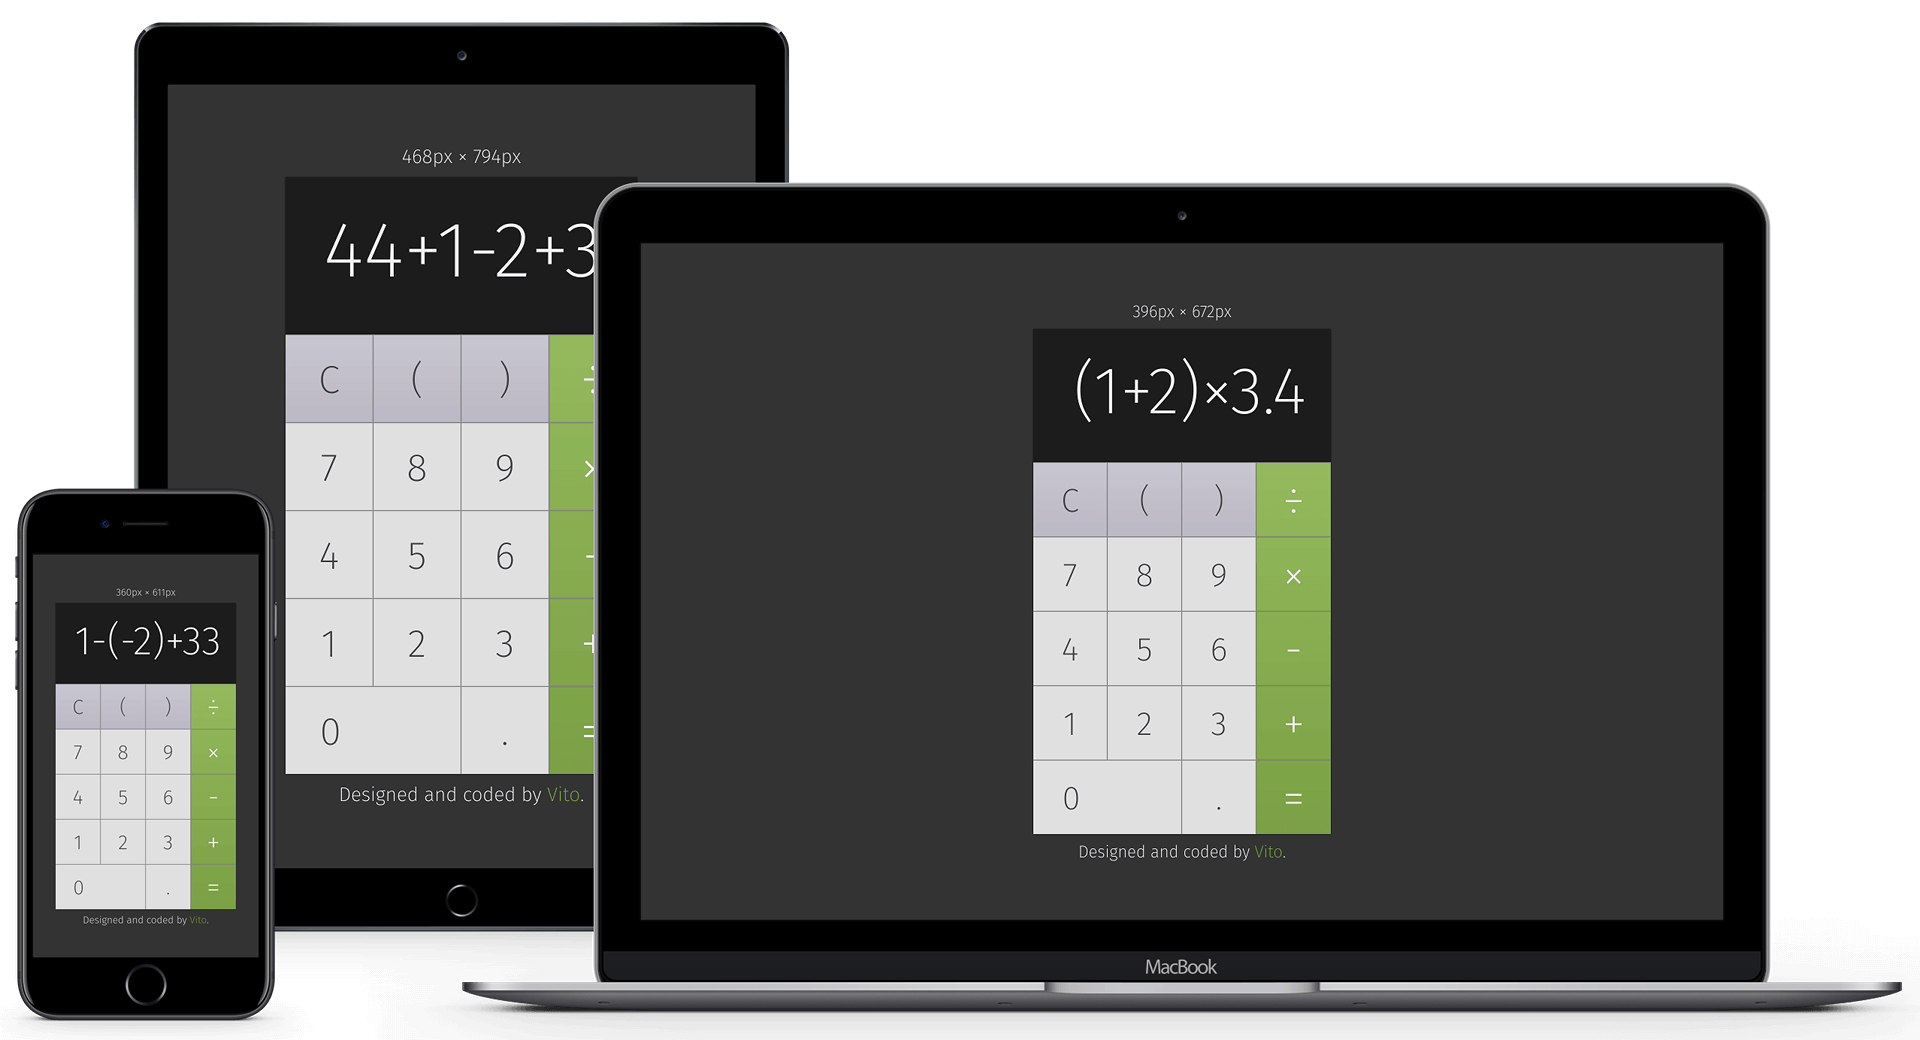 468px × 794px
44+1-2+3
C ( ) ÷
7 8 9 ×
4 5 6 -
1 2 3 +
0 . =
Designed and coded by Vito.
396px × 672px
(1+2)×3.4
C ( ) ÷
7 8 9 ×
4 5 6 -
1 2 3 +
0 . =
Designed and coded by Vito.
MacBook
360px × 611px
1-(-2)+33
C ( ) ÷
7 8 9 ×
4 5 6 -
1 2 3 +
0 . =
Designed and coded by Vito.